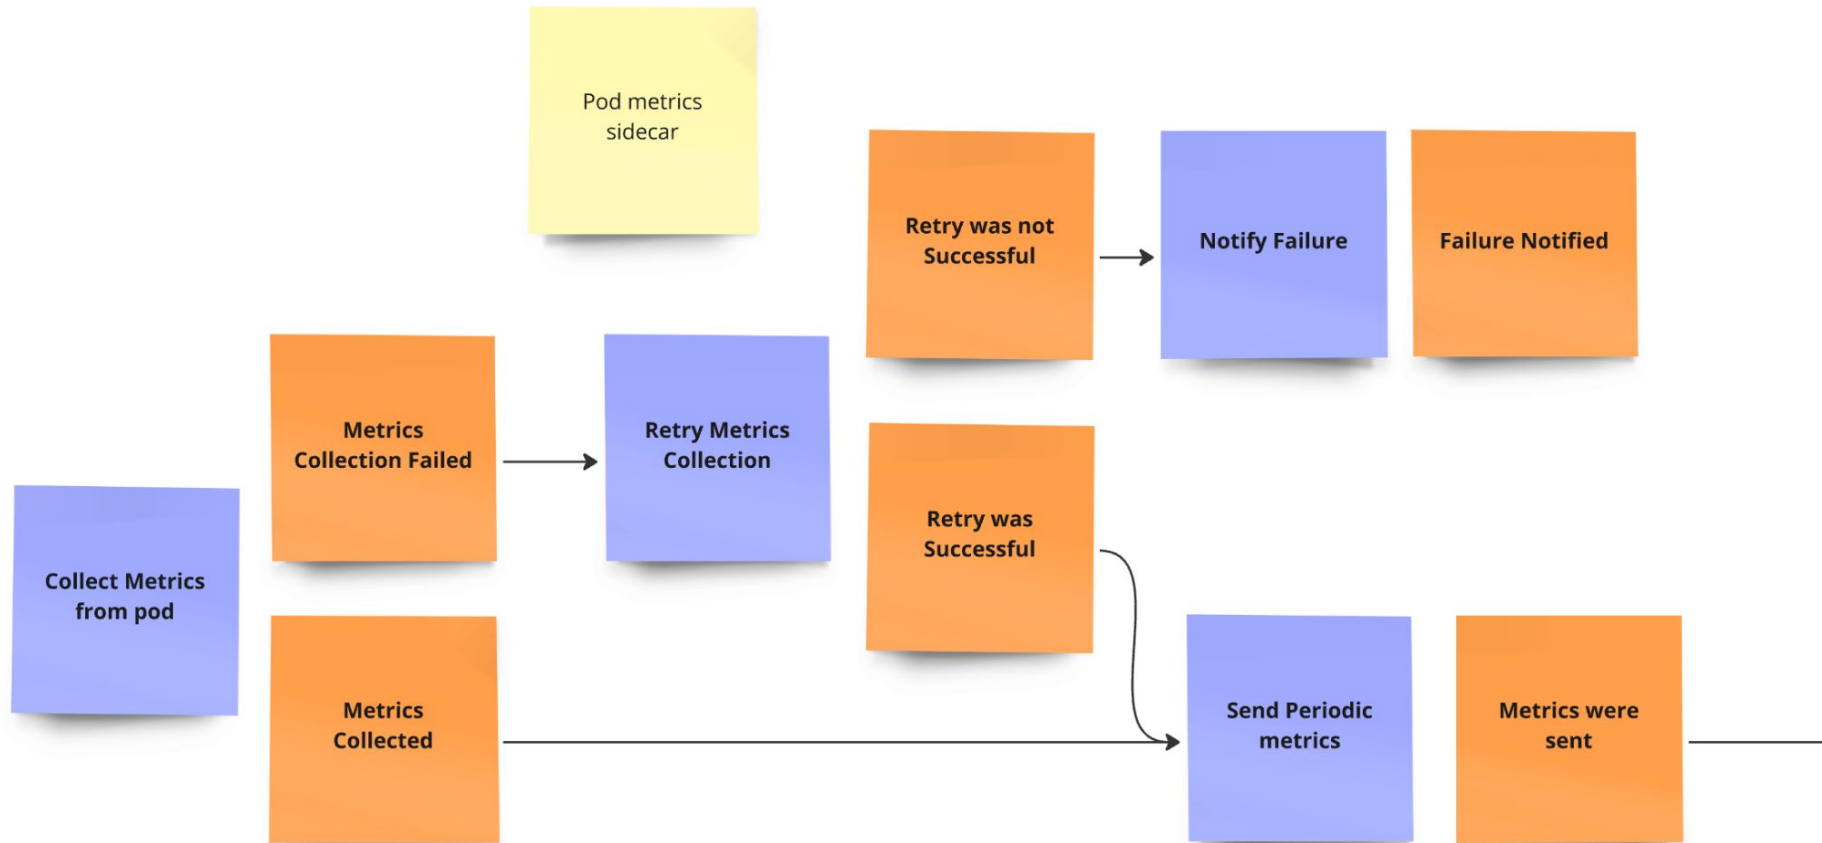 Pod metrics
sidecar
Retry was not
Successful
Notify Failure
Failure Notified
Metrics
Collection Failed
Retry Metrics
Collection
Retry was
Successful
Collect Metrics
from pod
Metrics
Collected
Send Periodic
metrics
Metrics were
sent